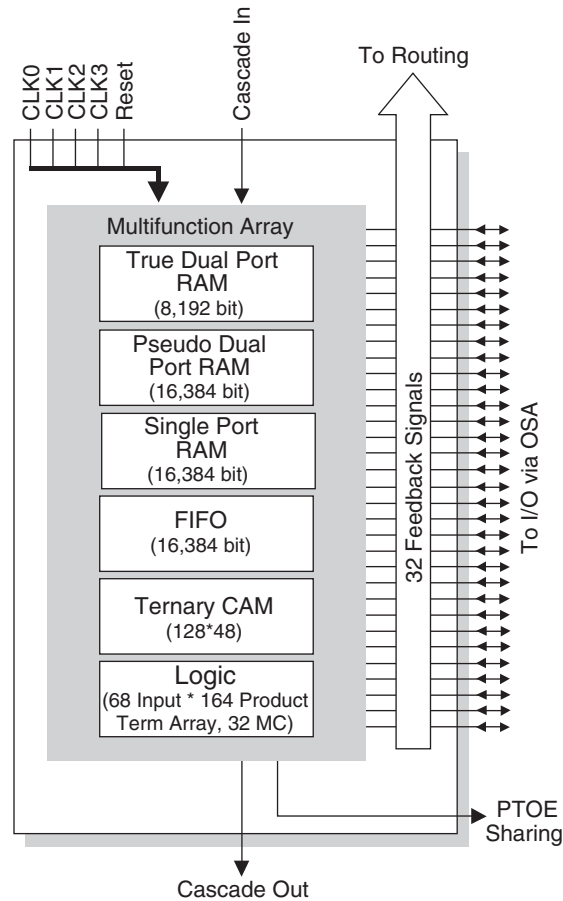 CLK0
CLK1
CLK2
CLK3
Reset
Cascade In
To Routing
Multifunction Array
True Dual Port
RAM
(8,192 bit)
Pseudo Dual
Port RAM
(16,384 bit)
Single Port
RAM
(16,384 bit)
FIFO
(16,384 bit)
Ternary CAM
(128*48)
Logic
(68 Input * 164 Product
Term Array, 32 MC)
32 Feedback Signals
To I/O via OSA
PTOE
Sharing
Cascade Out